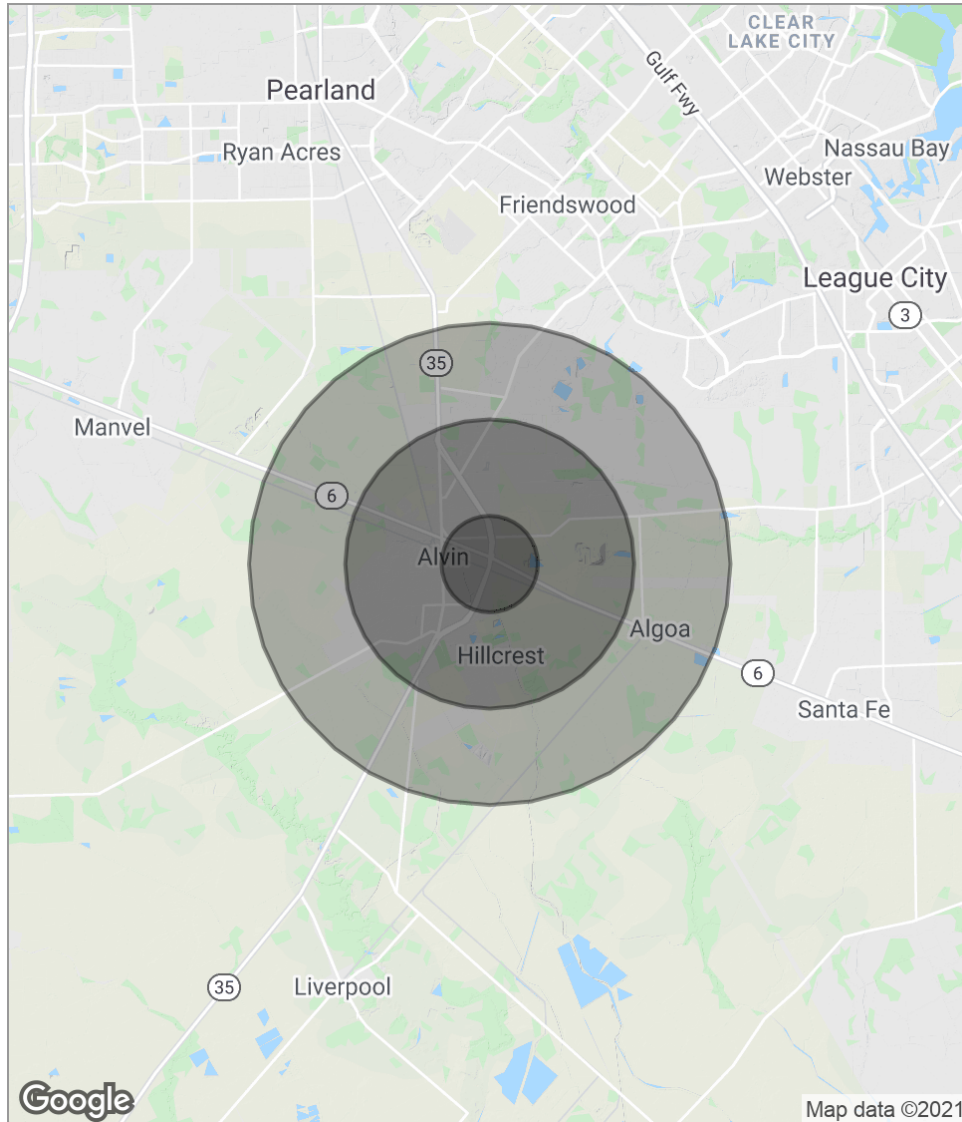 CLEAR
LAKE CITY
Pearland
Gulf Fwy
Ryan Acres
Nassau Bay
Webster
Friendswood
League City
3
35
Manvel
6
Alvin
Algoa
Hillcrest
6
Santa Fe
35
Liverpool
Google
Map data ©2021